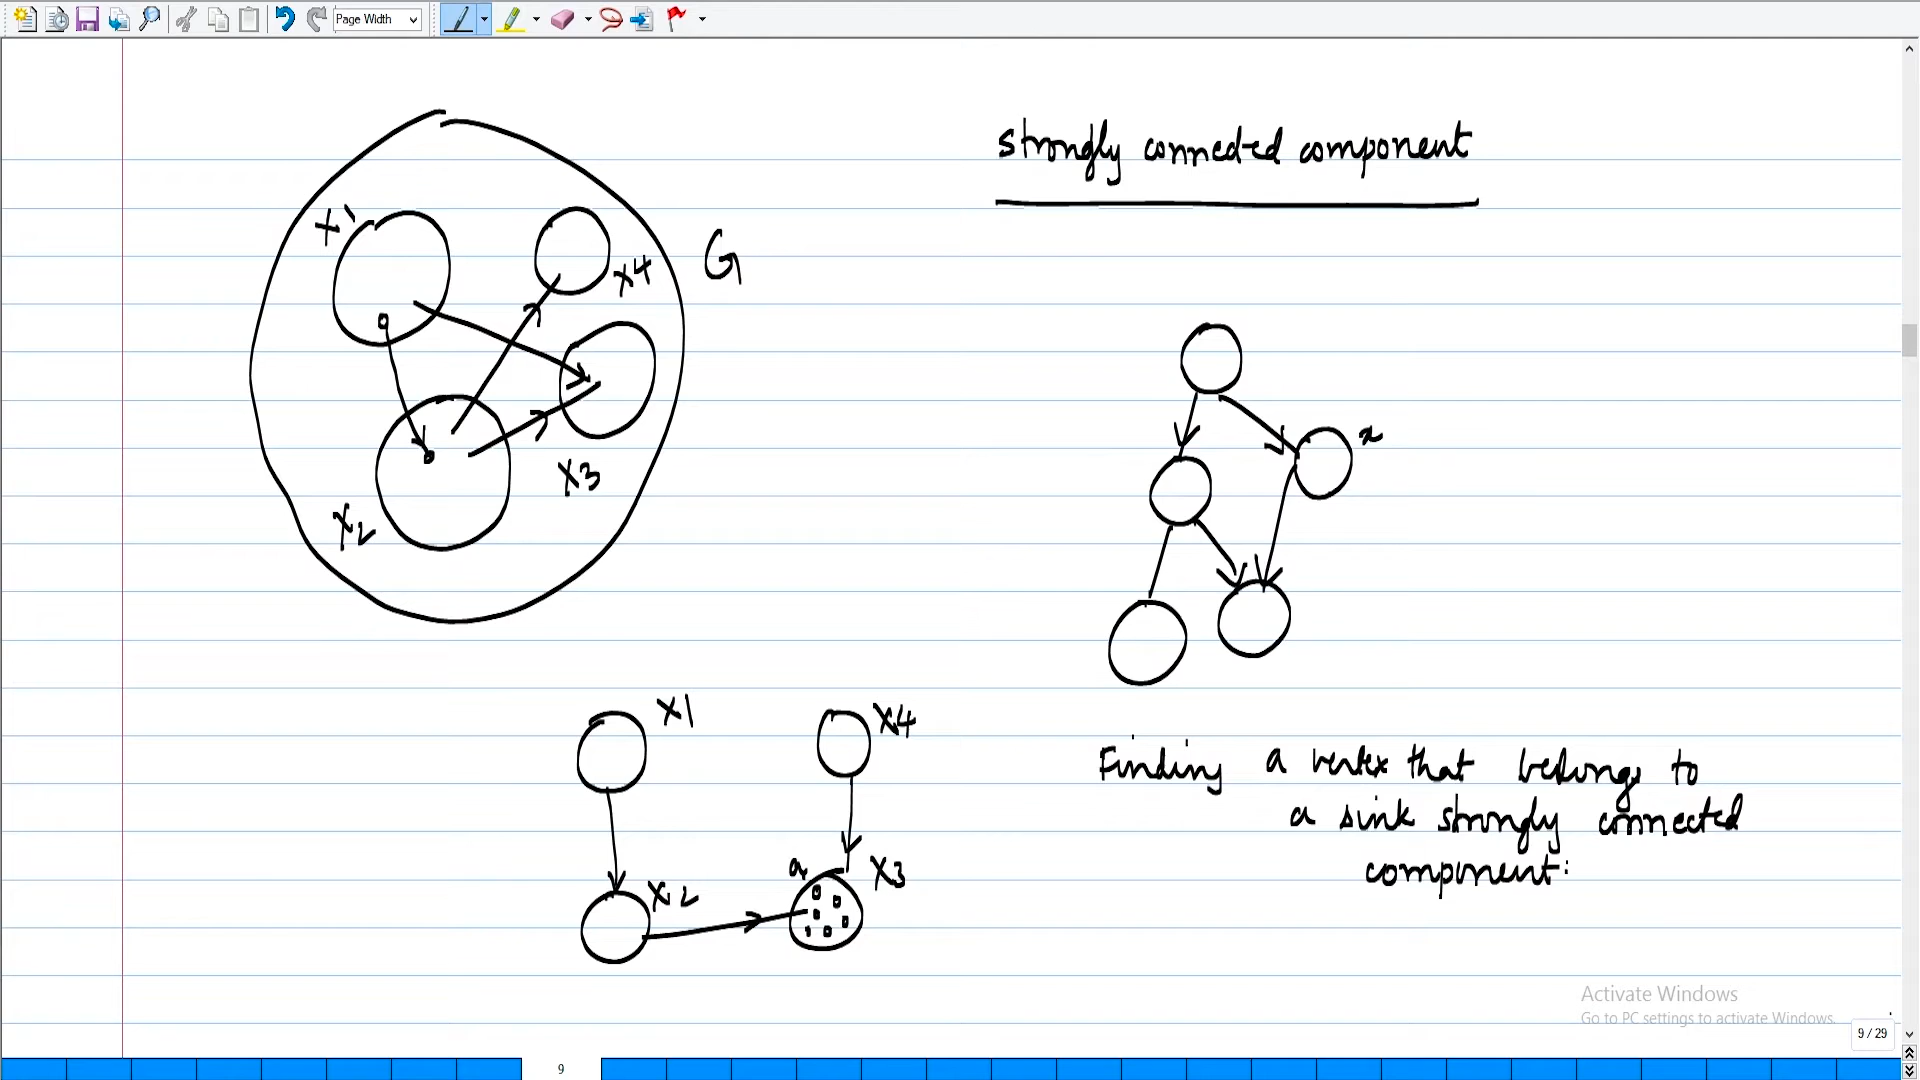 Page Width
strongly connected component
X1
X4
G
X3
X2
x
X1
X4
Finding a vertex that belongs to
a sink strongly connected
component:
a
X3
X2
Activate Windows
Go to PC settings to activate Windows.
9 / 29
9